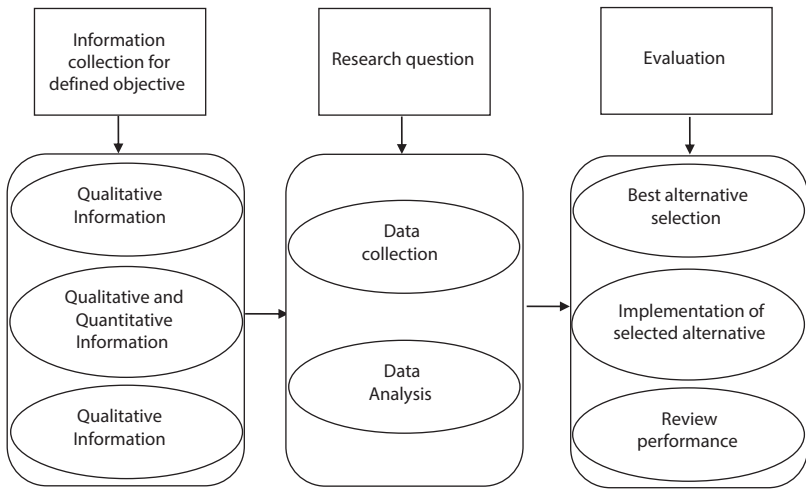 Information
collection for
defined objective
Research question
Evaluation
Qualitative
Information
Qualitative and
Quantitative
Information
Qualitative
Information
Data
collection
Data
Analysis
Best alternative
selection
Implementation of
selected alternative
Review
performance